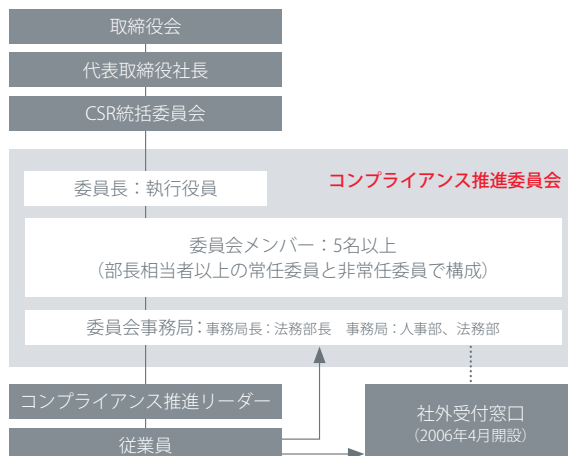 取締役会
代表取締役社長
CSR統括委員会
コンプライアンス推進委員会
委員長：執行役員
委員会メンバー：5名以上
（部長相当者以上の常任委員と非常任委員で構成）
委員会事務局：事務局長：法務部長　事務局：人事部、法務部
コンプライアンス推進リーダー
従業員
社外受付窓口
（2006年4月開設）